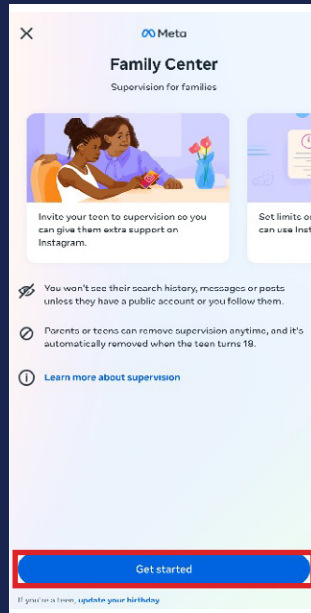 Meta
Family Center
Supervision for families
Invite your teen to supervision so you
can give them extra support on
Instagram.
Set limits o
can use Inst
You won't see their search history, messages or posts
unless they have a public account or you follow them.
Parents or teens can remove supervision anytime, and it's
automatically removed when the teen turns 18.
Learn more about supervision
Get started
If you're a teen, update your birthday